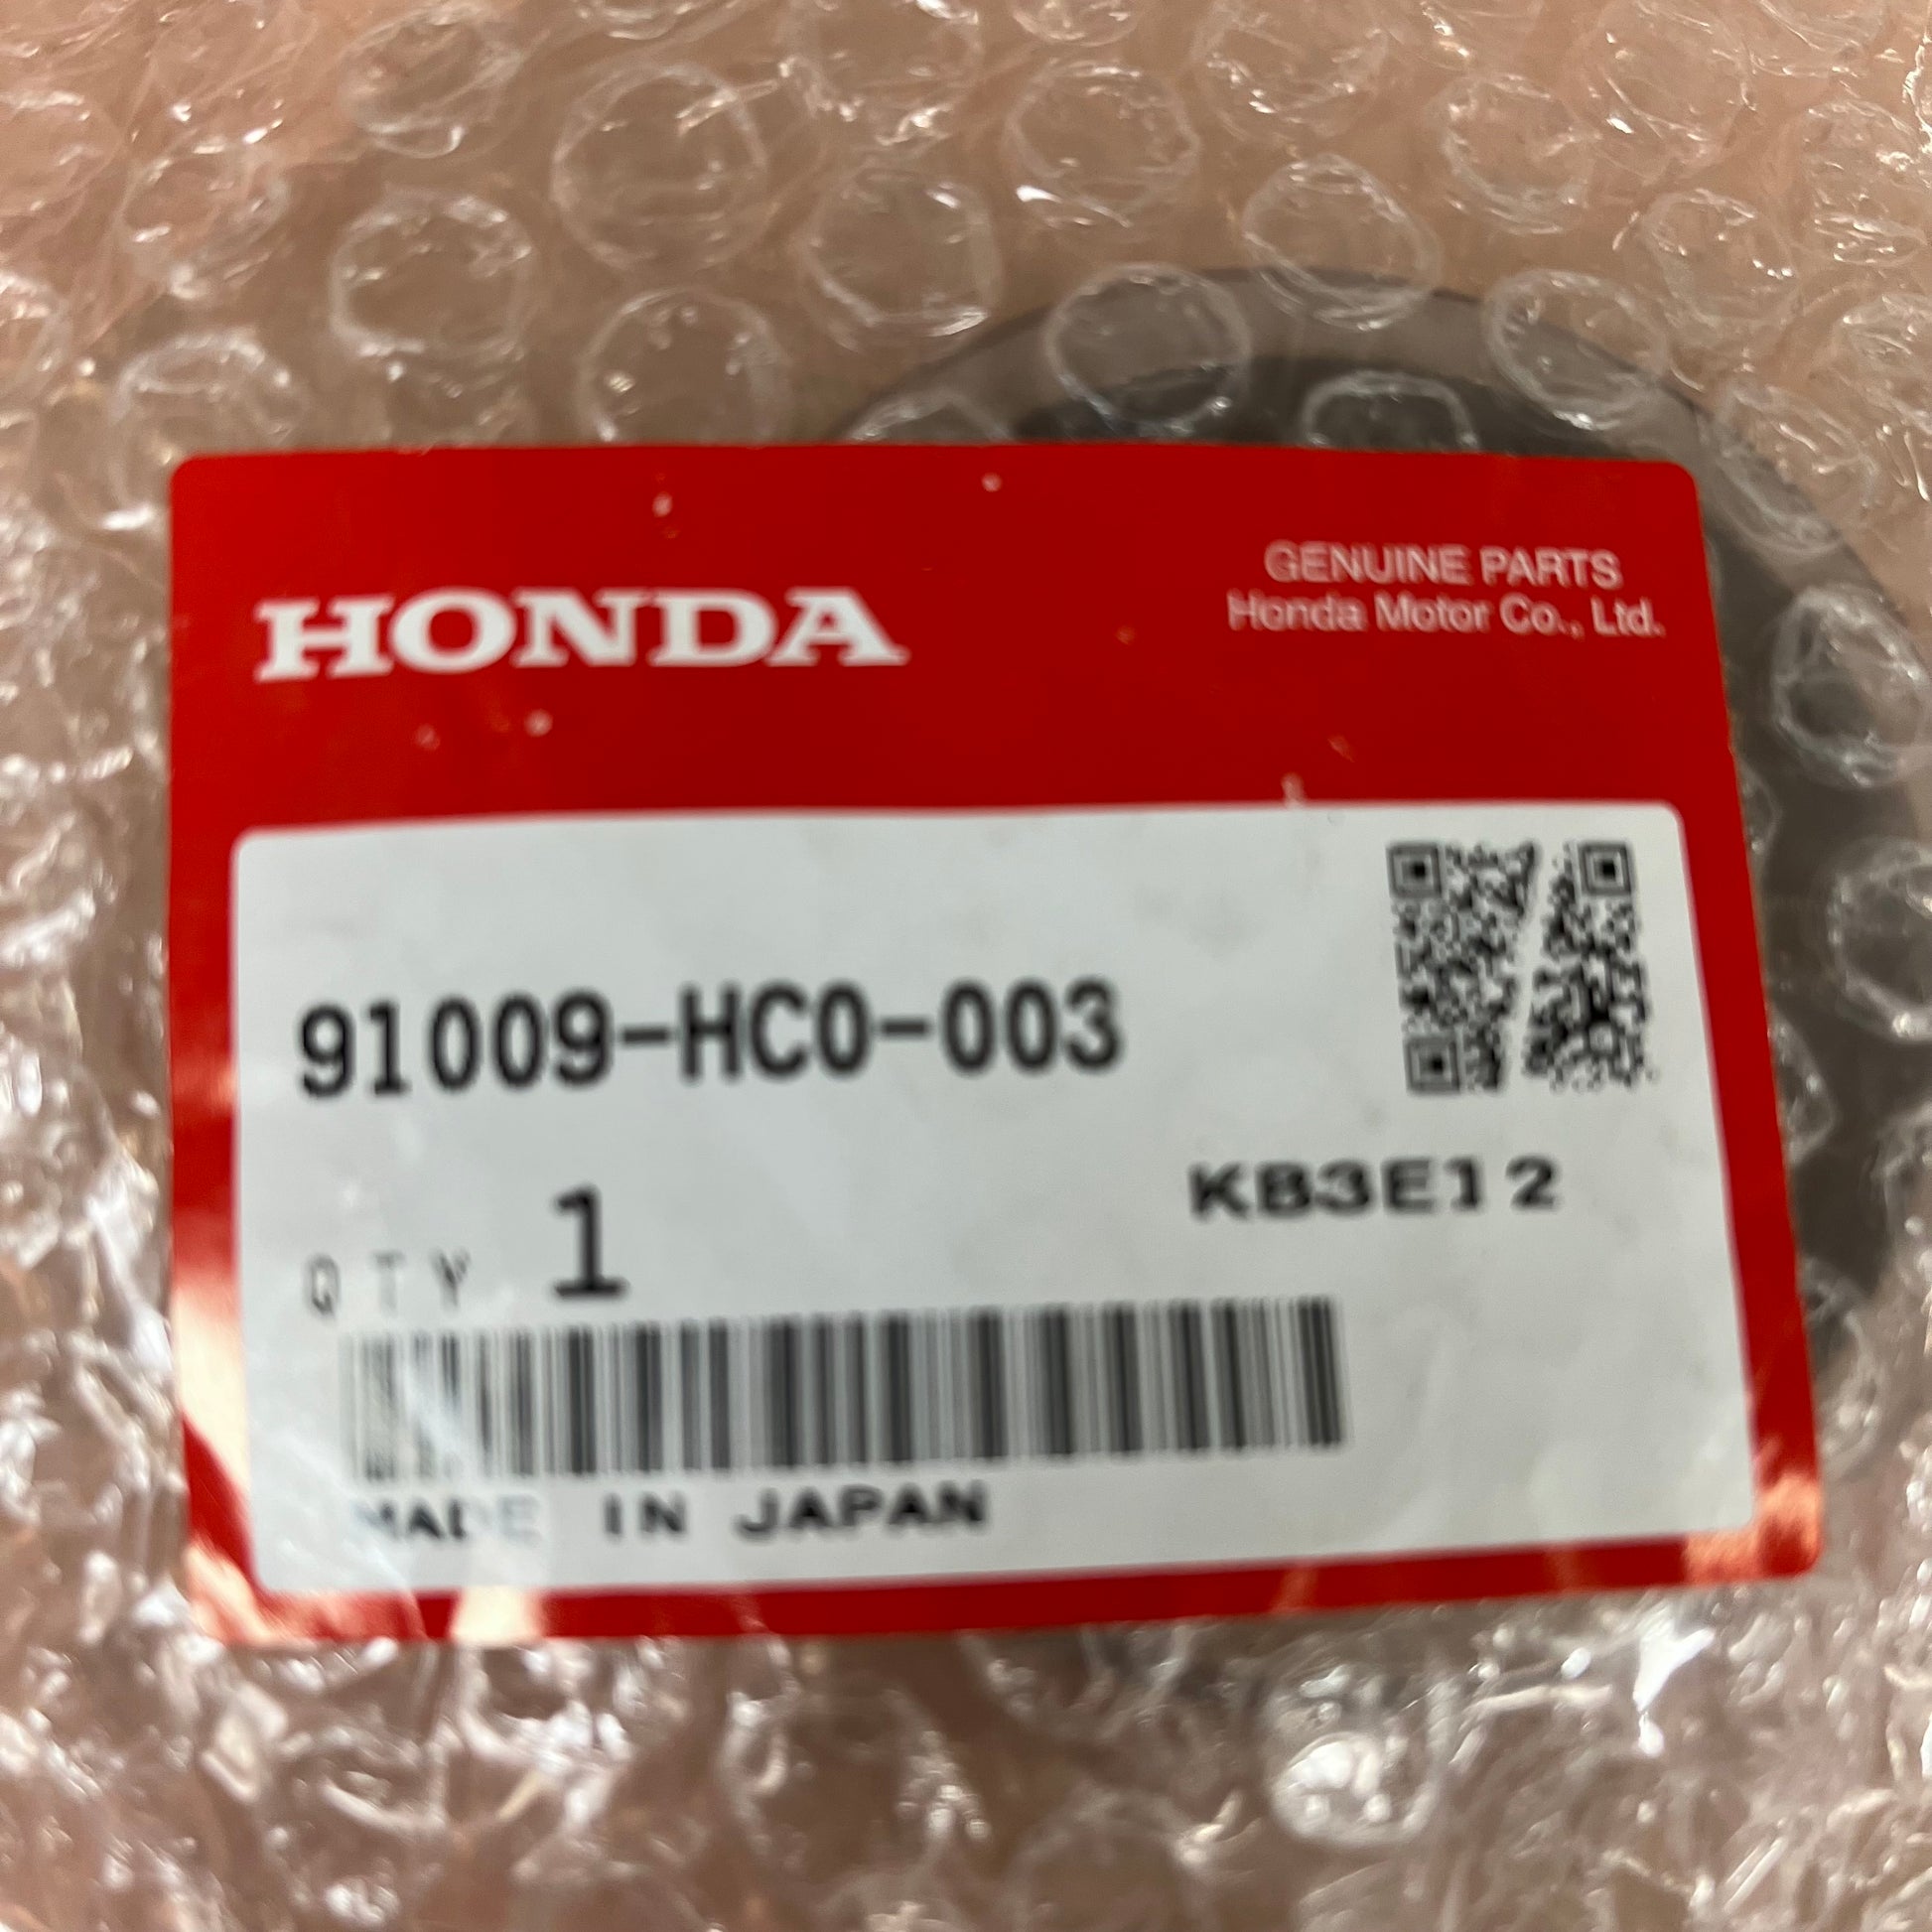 HONDA
GENUINE PARTS
Honda Motor Co., Ltd.
91009-HC0-003
KB3E12
QTY 1
MADE IN JAPAN